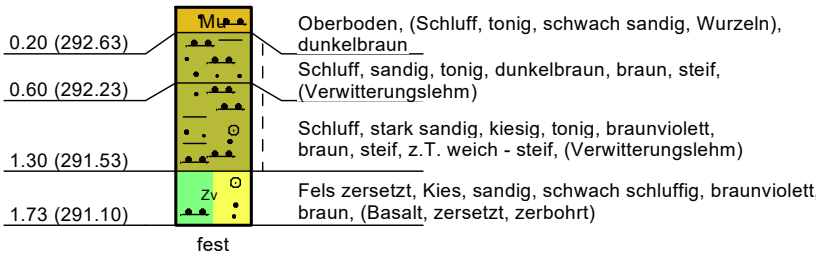 Mu
Oberboden, (Schluff, tonig, schwach sandig, Wurzeln),
dunkelbraun
0.20 (292.63)
Schluff, sandig, tonig, dunkelbraun, braun, steif,
(Verwitterungslehm)
0.60 (292.23)
Schluff, stark sandig, kiesig, tonig, braunviolett,
braun, steif, z.T. weich - steif, (Verwitterungslehm)
1.30 (291.53)
Zv
Fels zersetzt, Kies, sandig, schwach schluffig, braunviolett,
braun, (Basalt, zersetzt, zerbohrt)
1.73 (291.10)
fest